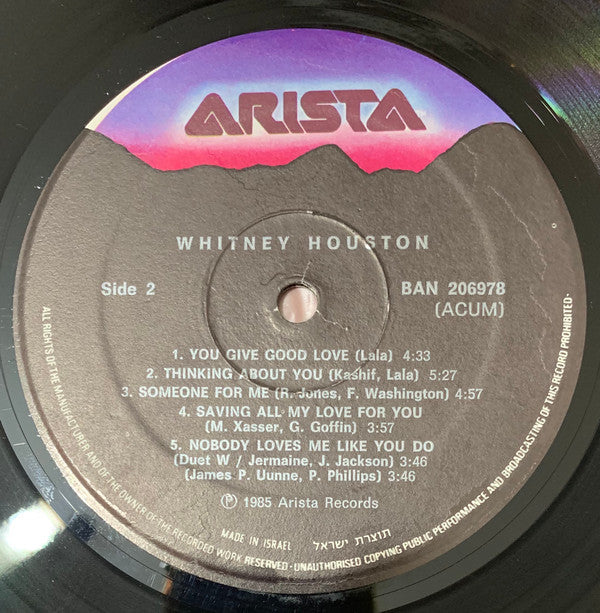 ARISTA
WHITNEY HOUSTON
Side 2
BAN 206978
(ACUM)
1. YOU GIVE GOOD LOVE (Lala) 4:33
2. THINKING ABOUT YOU (Kashif, Lala) 5:27
3. SOMEONE FOR ME (R. Jones, F. Washington) 4:57
4. SAVING ALL MY LOVE FOR YOU
(M. Xasser, G. Goffin) 3:57
5. NOBODY LOVES ME LIKE YOU DO
(Duet W / Jermaine, J. Jackson) 3:46
(James P. Uunne, P. Phillips) 3:46
Ⓟ 1985 Arista Records
MADE IN ISRAEL תוצרת ישראל
ALL RIGHTS OF THE MANUFACTURER AND OF THE OWNER OF THE RECORDED WORK RESERVED - UNAUTHORISED COPYING PUBLIC PERFORMANCE AND BROADCASTING OF THIS RECORD PROHIBITED -